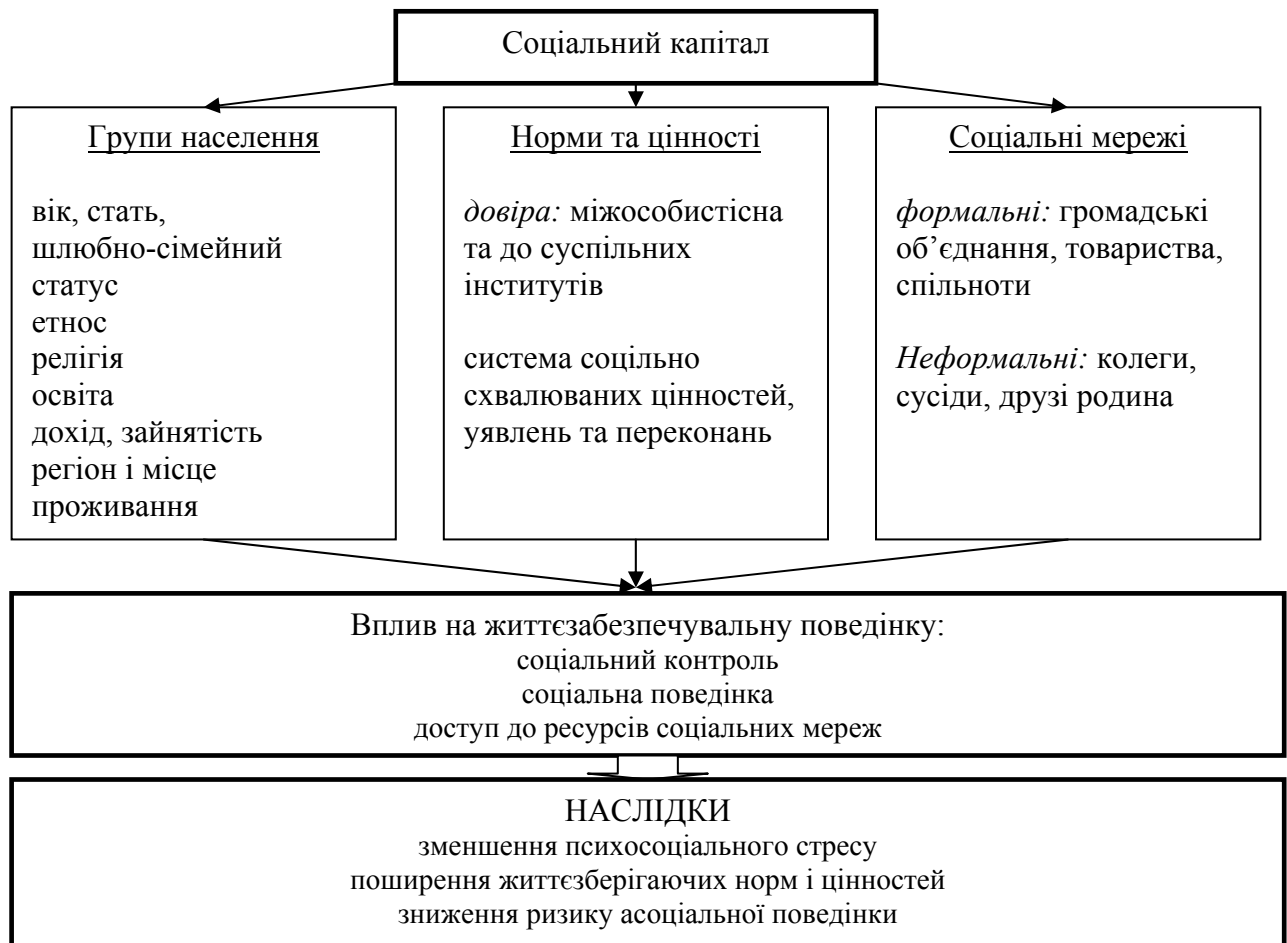 Соціальний капітал
Групи населення
вік, стать,
шлюбно-сімейний
статус
етнос
релігія
освіта
дохід, зайнятість
регіон і місце
проживання
Норми та цінності
довіра: міжособистісна
та до суспільних
інститутів
система соцільно
схвалюваних цінностей,
уявлень та переконань
Соціальні мережі
формальні: громадські
об’єднання, товариства,
спільноти
Неформальні: колеги,
сусіди, друзі родина
Вплив на життєзабезпечувальну поведінку:
соціальний контроль
соціальна поведінка
доступ до ресурсів соціальних мереж
НАСЛІДКИ
зменшення психосоціального стресу
поширення життєзберігаючих норм і цінностей
зниження ризику асоціальної поведінки